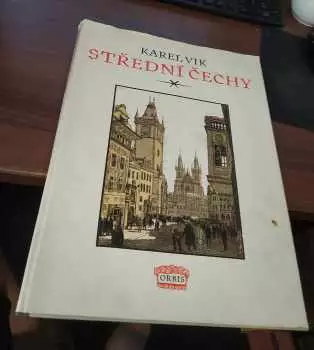 KAREL VIK
STŘEDNÍ ČECHY
ORBIS